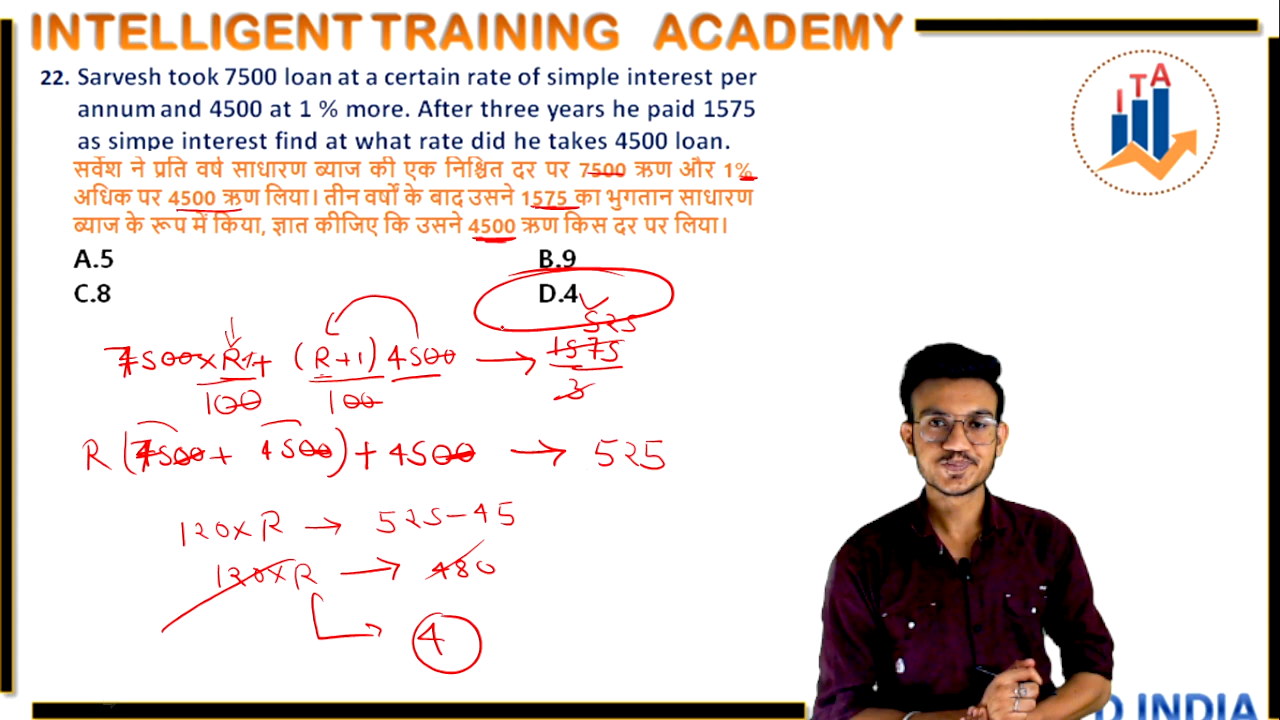 INTELLIGENT TRAINING ACADEMY
ITA
22. Sarvesh took 7500 loan at a certain rate of simple interest per
annum and 4500 at 1 % more. After three years he paid 1575
as simpe interest find at what rate did he takes 4500 loan.
सर्वेश ने प्रति वर्ष साधारण ब्याज की एक निश्चित दर पर 7500 ऋण और 1%
अधिक पर 4500 ऋण लिया। तीन वर्षों के बाद उसने 1575 का भुगतान साधारण
ब्याज के रूप में किया, ज्ञात कीजिए कि उसने 4500 ऋण किस दर पर लिया।
A.5 B.9
C.8 D.4
525
7500×R + (R+1) 4500 → 1575
100 100 3
R (7500 + 4500) + 4500 → 525
120×R → 525-45
120×R → 480
4
INDIA